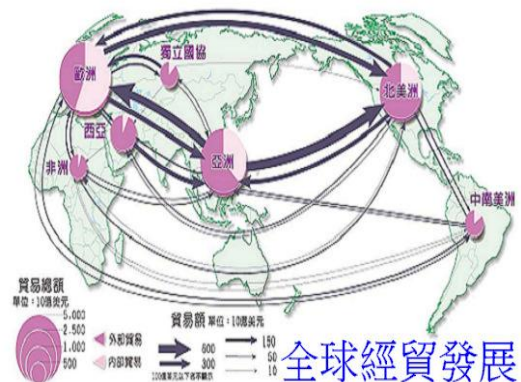 獨立國協
歐洲
北美洲
西亞
亞洲
非洲
中南美洲
貿易總額
單位:10億美元
5,000
2,500
1,000
500
外部貿易
內部貿易
貿易額 單位:10億美元
600
300
150
50
10
全球經貿發展